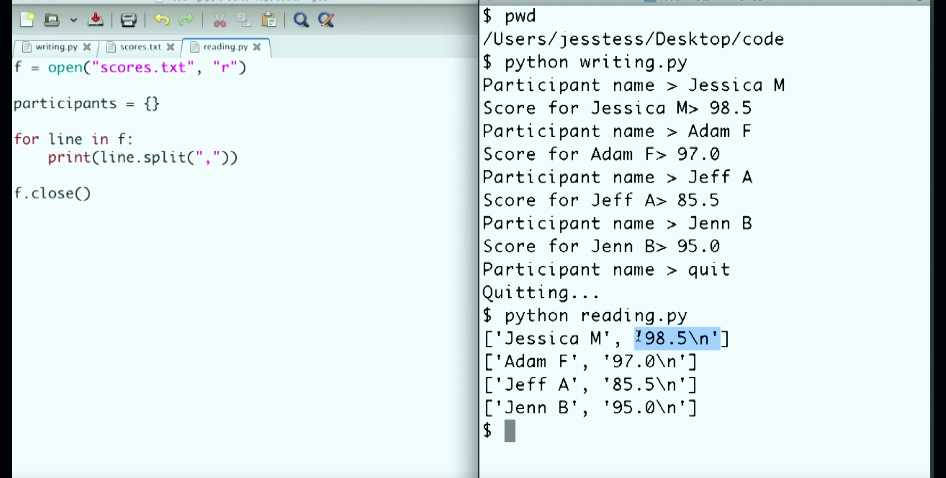 writing.py
scores.txt
reading.py
f = open("scores.txt", "r")
participants = {}
for line in f:
    print(line.split(","))
f.close()
$ pwd
/Users/jesstess/Desktop/code
$ python writing.py
Participant name > Jessica M
Score for Jessica M> 98.5
Participant name > Adam F
Score for Adam F> 97.0
Participant name > Jeff A
Score for Jeff A> 85.5
Participant name > Jenn B
Score for Jenn B> 95.0
Participant name > quit
Quitting...
$ python reading.py
['Jessica M', '98.5\n']
['Adam F', '97.0\n']
['Jeff A', '85.5\n']
['Jenn B', '95.0\n']
$